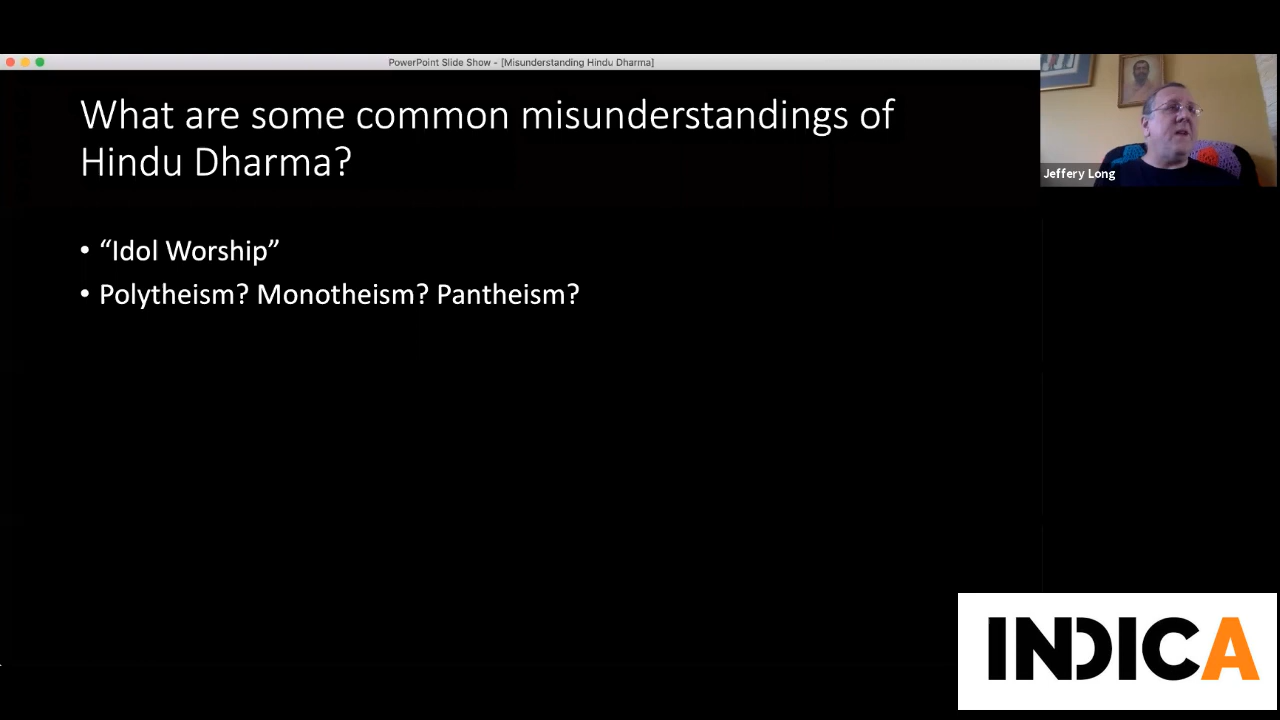 PowerPoint Slide Show - [Misunderstanding Hindu Dharma]
What are some common misunderstandings of
Hindu Dharma?
• “Idol Worship”
• Polytheism? Monotheism? Pantheism?
Jeffery Long
INDICA